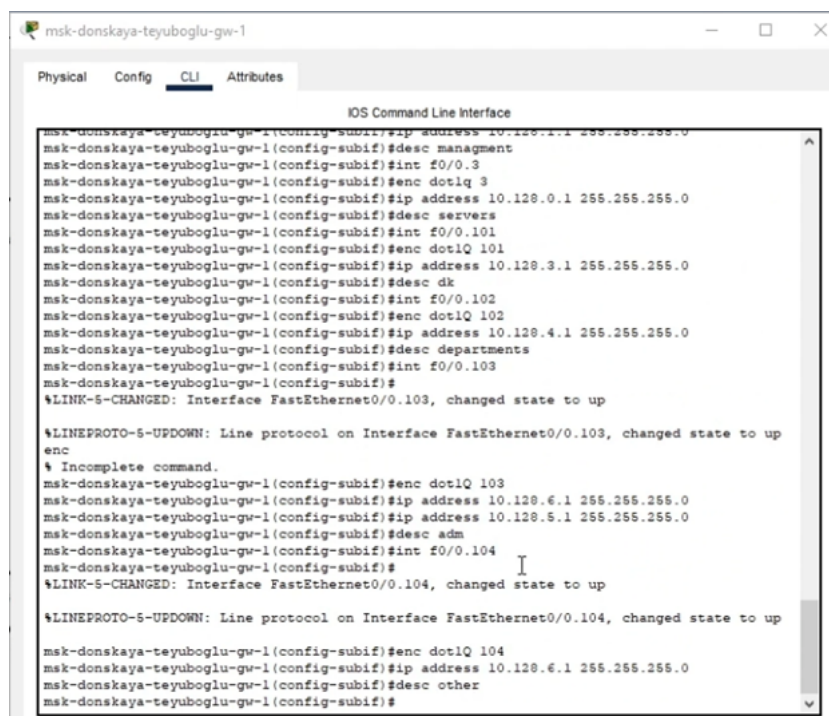 msk-donskaya-teyuboglu-gw-1
Physical Config CLI Attributes
IOS Command Line Interface
msk-donskaya-teyuboglu-gw-1(config-subif)#ip address 10.128.1.1 255.255.255.0
msk-donskaya-teyuboglu-gw-1(config-subif)#desc managment
msk-donskaya-teyuboglu-gw-1(config-subif)#int f0/0.3
msk-donskaya-teyuboglu-gw-1(config-subif)#enc dot1q 3
msk-donskaya-teyuboglu-gw-1(config-subif)#ip address 10.128.0.1 255.255.255.0
msk-donskaya-teyuboglu-gw-1(config-subif)#desc servers
msk-donskaya-teyuboglu-gw-1(config-subif)#int f0/0.101
msk-donskaya-teyuboglu-gw-1(config-subif)#enc dot1Q 101
msk-donskaya-teyuboglu-gw-1(config-subif)#ip address 10.128.3.1 255.255.255.0
msk-donskaya-teyuboglu-gw-1(config-subif)#desc dk
msk-donskaya-teyuboglu-gw-1(config-subif)#int f0/0.102
msk-donskaya-teyuboglu-gw-1(config-subif)#enc dot1Q 102
msk-donskaya-teyuboglu-gw-1(config-subif)#ip address 10.128.4.1 255.255.255.0
msk-donskaya-teyuboglu-gw-1(config-subif)#desc departments
msk-donskaya-teyuboglu-gw-1(config-subif)#int f0/0.103
msk-donskaya-teyuboglu-gw-1(config-subif)#
%LINK-5-CHANGED: Interface FastEthernet0/0.103, changed state to up
%LINEPROTO-5-UPDOWN: Line protocol on Interface FastEthernet0/0.103, changed state to up
enc
% Incomplete command.
msk-donskaya-teyuboglu-gw-1(config-subif)#enc dot1Q 103
msk-donskaya-teyuboglu-gw-1(config-subif)#ip address 10.128.6.1 255.255.255.0
msk-donskaya-teyuboglu-gw-1(config-subif)#ip address 10.128.5.1 255.255.255.0
msk-donskaya-teyuboglu-gw-1(config-subif)#desc adm
msk-donskaya-teyuboglu-gw-1(config-subif)#int f0/0.104
msk-donskaya-teyuboglu-gw-1(config-subif)#
%LINK-5-CHANGED: Interface FastEthernet0/0.104, changed state to up
%LINEPROTO-5-UPDOWN: Line protocol on Interface FastEthernet0/0.104, changed state to up
msk-donskaya-teyuboglu-gw-1(config-subif)#enc dot1Q 104
msk-donskaya-teyuboglu-gw-1(config-subif)#ip address 10.128.6.1 255.255.255.0
msk-donskaya-teyuboglu-gw-1(config-subif)#desc other
msk-donskaya-teyuboglu-gw-1(config-subif)#